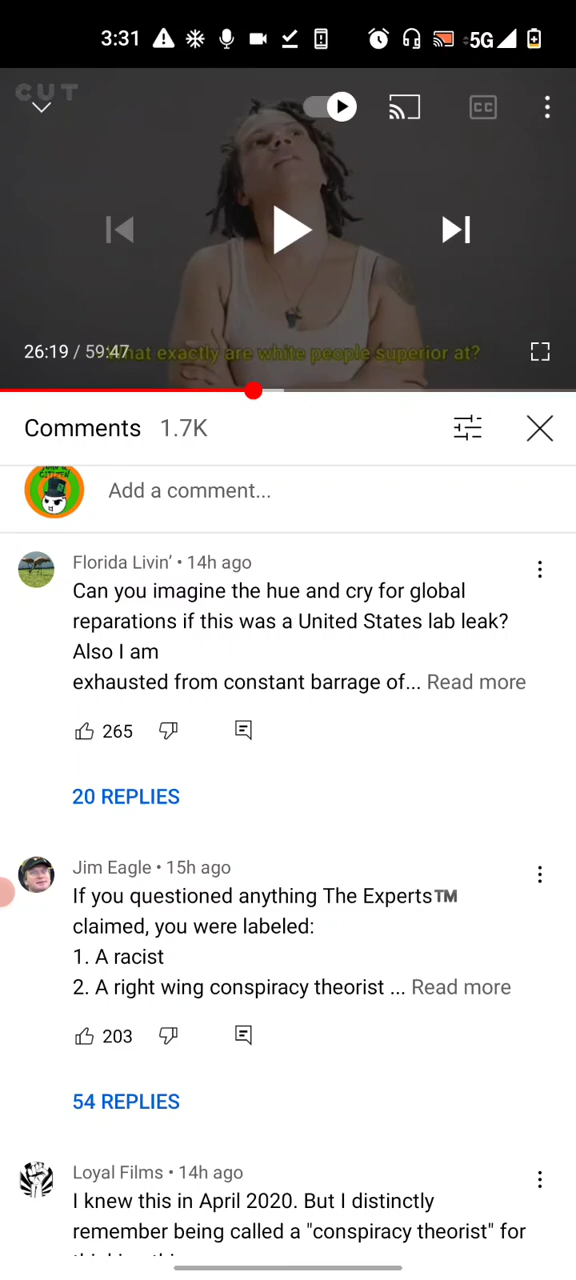 3:31
5G
CUT
CC
26:19 / 59:47
What exactly are white people superior at?
Comments 1.7K
Add a comment...
Florida Livin’ • 14h ago
Can you imagine the hue and cry for global
reparations if this was a United States lab leak?
Also I am
exhausted from constant barrage of... Read more
265
20 REPLIES
Jim Eagle • 15h ago
If you questioned anything The Experts™
claimed, you were labeled:
1. A racist
2. A right wing conspiracy theorist ... Read more
203
54 REPLIES
Loyal Films • 14h ago
I knew this in April 2020. But I distinctly
remember being called a "conspiracy theorist" for